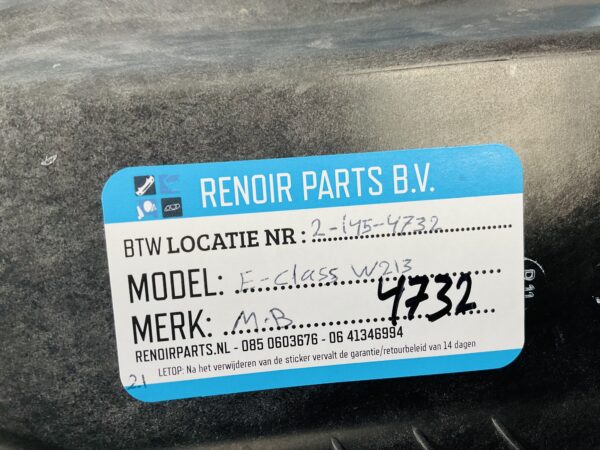 RENOIR PARTS B.V.
BTW LOCATIE NR : 2-145-4732
MODEL: E-class W213
MERK: M.B 4732
RENOIRPARTS.NL - 085 0603676 - 06 41346994
LETOP: Na het verwijderen van de sticker vervalt de garantie/retourbeleid van 14 dagen
21
D 11